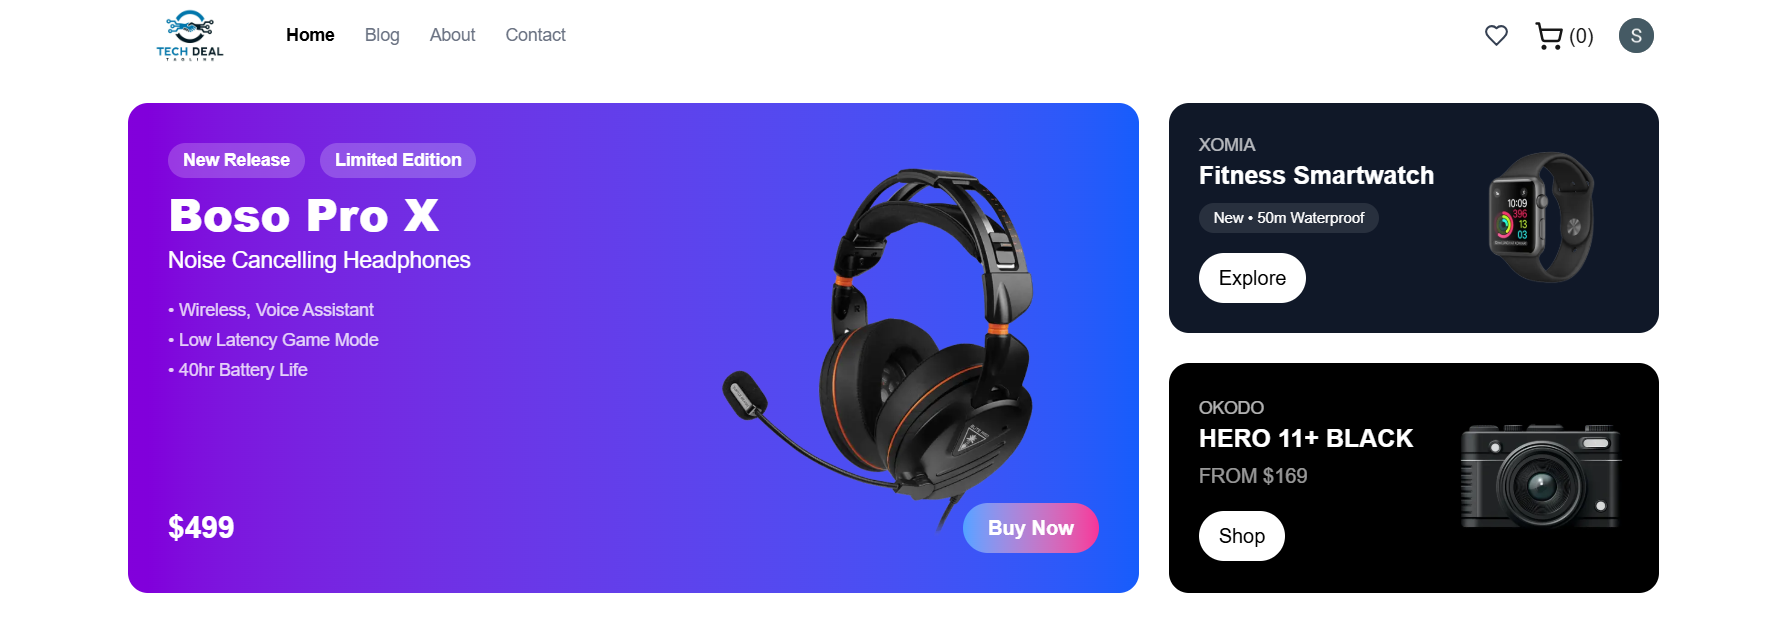 TECH DEAL
TAGLINE
Home
Blog
About
Contact
(0)
S
New Release
Limited Edition
Boso Pro X
Noise Cancelling Headphones
• Wireless, Voice Assistant
• Low Latency Game Mode
• 40hr Battery Life
$499
Buy Now
XOMIA
Fitness Smartwatch
New • 50m Waterproof
Explore
10:09
396
13
03
OKODO
HERO 11+ BLACK
FROM $169
Shop